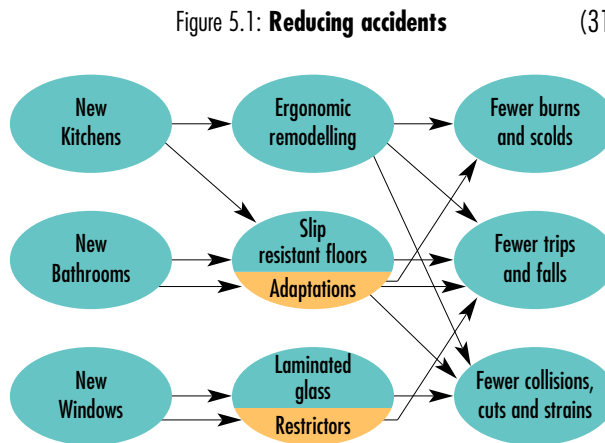 Figure 5.1: Reducing accidents (31
New
Kitchens
Ergonomic
remodelling
Fewer burns
and scolds
New
Bathrooms
Slip
resistant floors
Adaptations
Fewer trips
and falls
New
Windows
Laminated
glass
Restrictors
Fewer collisions,
cuts and strains